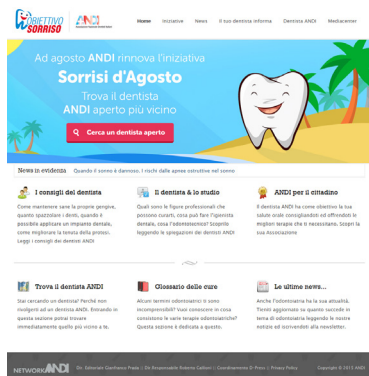 OBIETTIVO
SORRISO
ANDI
Home Iniziative News Il tuo dentista informa Dentista ANDI Mediacenter
Ad agosto ANDI rinnova l'iniziativa
Sorrisi d'Agosto
Trova il dentista
ANDI aperto più vicino
Cerca un dentista aperto
News in evidenza Quando il sonno è dannoso. I rischi dalle apnee ostruttive nel sonno
I consigli del dentista
Come mantenere sane la proprie gengive,
quanto spazzolare i denti, quando è
possibile applicare un impianto dentale,
come migliorare la tenuta della protesi.
Leggi i consigli dei dentisti ANDI
Il dentista & lo studio
Quali sono le figure professionali che
possono curarti, cosa può fare l'igienista
dentale, cosa l'odontotecnico? Scoprilo
leggendo le spiegazioni dei dentisti ANDI
ANDI per il cittadino
Il dentista ANDI ha come obiettivo la tua
salute orale consigliandoti ed offrendoti le
migliori terapie che ti necessitano. Scopri la
sua Associazione
Trova il dentista ANDI
Stai cercando un dentista? Perché non
rivolgerti ad un dentista ANDI. Entrando in
questa sezione potrai trovare
immediatamente quello più vicino a te.
Glossario delle cure
Alcuni termini odontoiatrici ti sono
incomprensibili? Vuoi conoscere in cosa
consistono le varie terapie odontoiatriche?
Questa sezione è dedicata a questo.
Le ultime news...
Anche l'odontoiatria ha la sua attualità.
Tieniti aggiornato su quanto succede in
tema di odontoiatria leggendo le nostre
notizie ed iscrivendoti alla newsletter.
NETWORK ANDI Dir. Editoriale Gianfranco Prada | Dir Responsabile Roberto Callioni | Coordinamento D-Press | Privacy Policy Copyright © 2015 ANDI